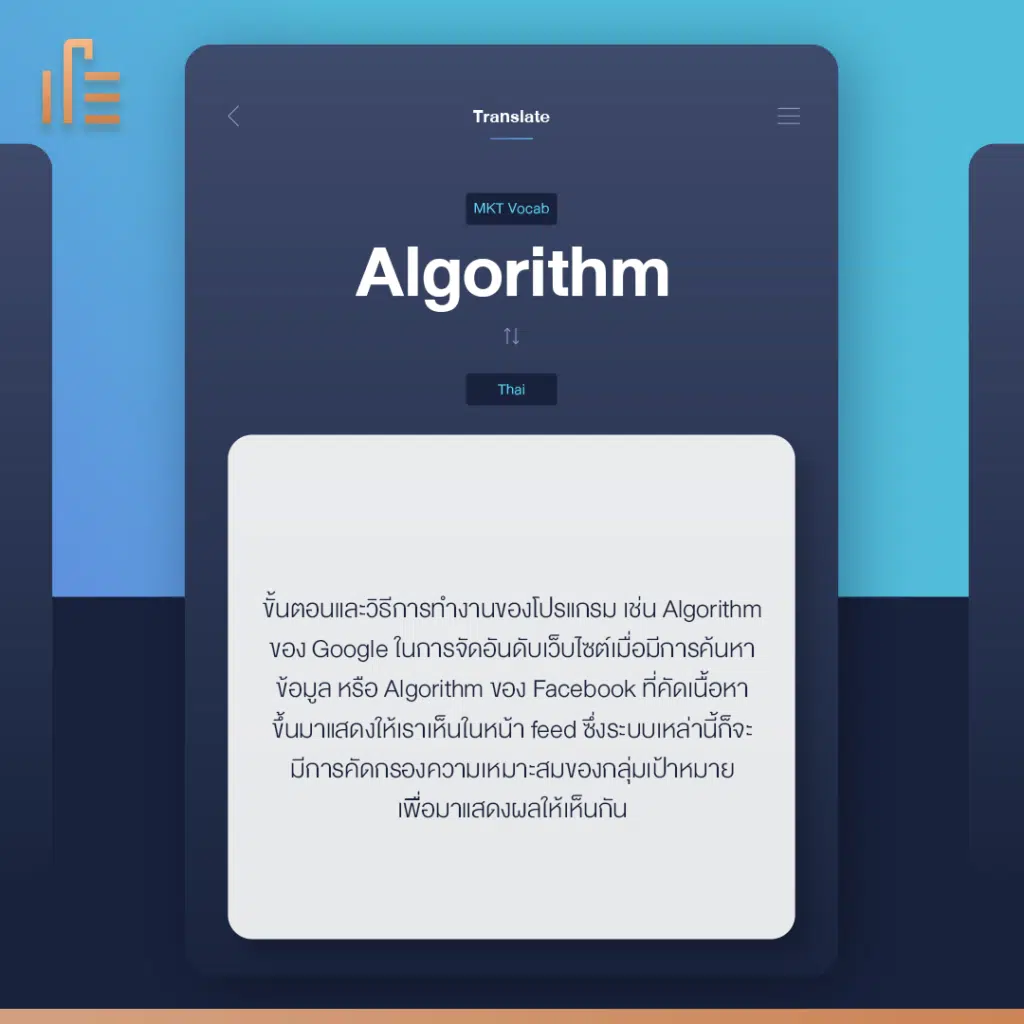 Translate
MKT Vocab
Algorithm
Thai
ขั้นตอนและวิธีการทำงานของโปรแกรม เช่น Algorithm
ของ Google ในการจัดอันดับเว็บไซต์เมื่อมีการค้นหา
ข้อมูล หรือ Algorithm ของ Facebook ที่คัดเนื้อหา
ขึ้นมาแสดงให้เราเห็นในหน้า feed ซึ่งระบบเหล่านี้ก็จะ
มีการคัดกรองความเหมาะสมของกลุ่มเป้าหมาย
เพื่อมาแสดงผลให้เห็นกัน